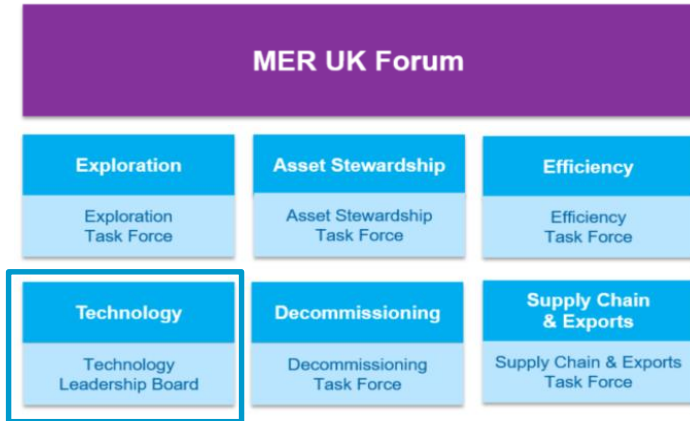 MER UK Forum
Exploration
Exploration
Task Force
Asset Stewardship
Asset Stewardship
Task Force
Efficiency
Efficiency
Task Force
Technology
Technology
Leadership Board
Decommissioning
Decommissioning
Task Force
Supply Chain
& Exports
Supply Chain & Exports
Task Force